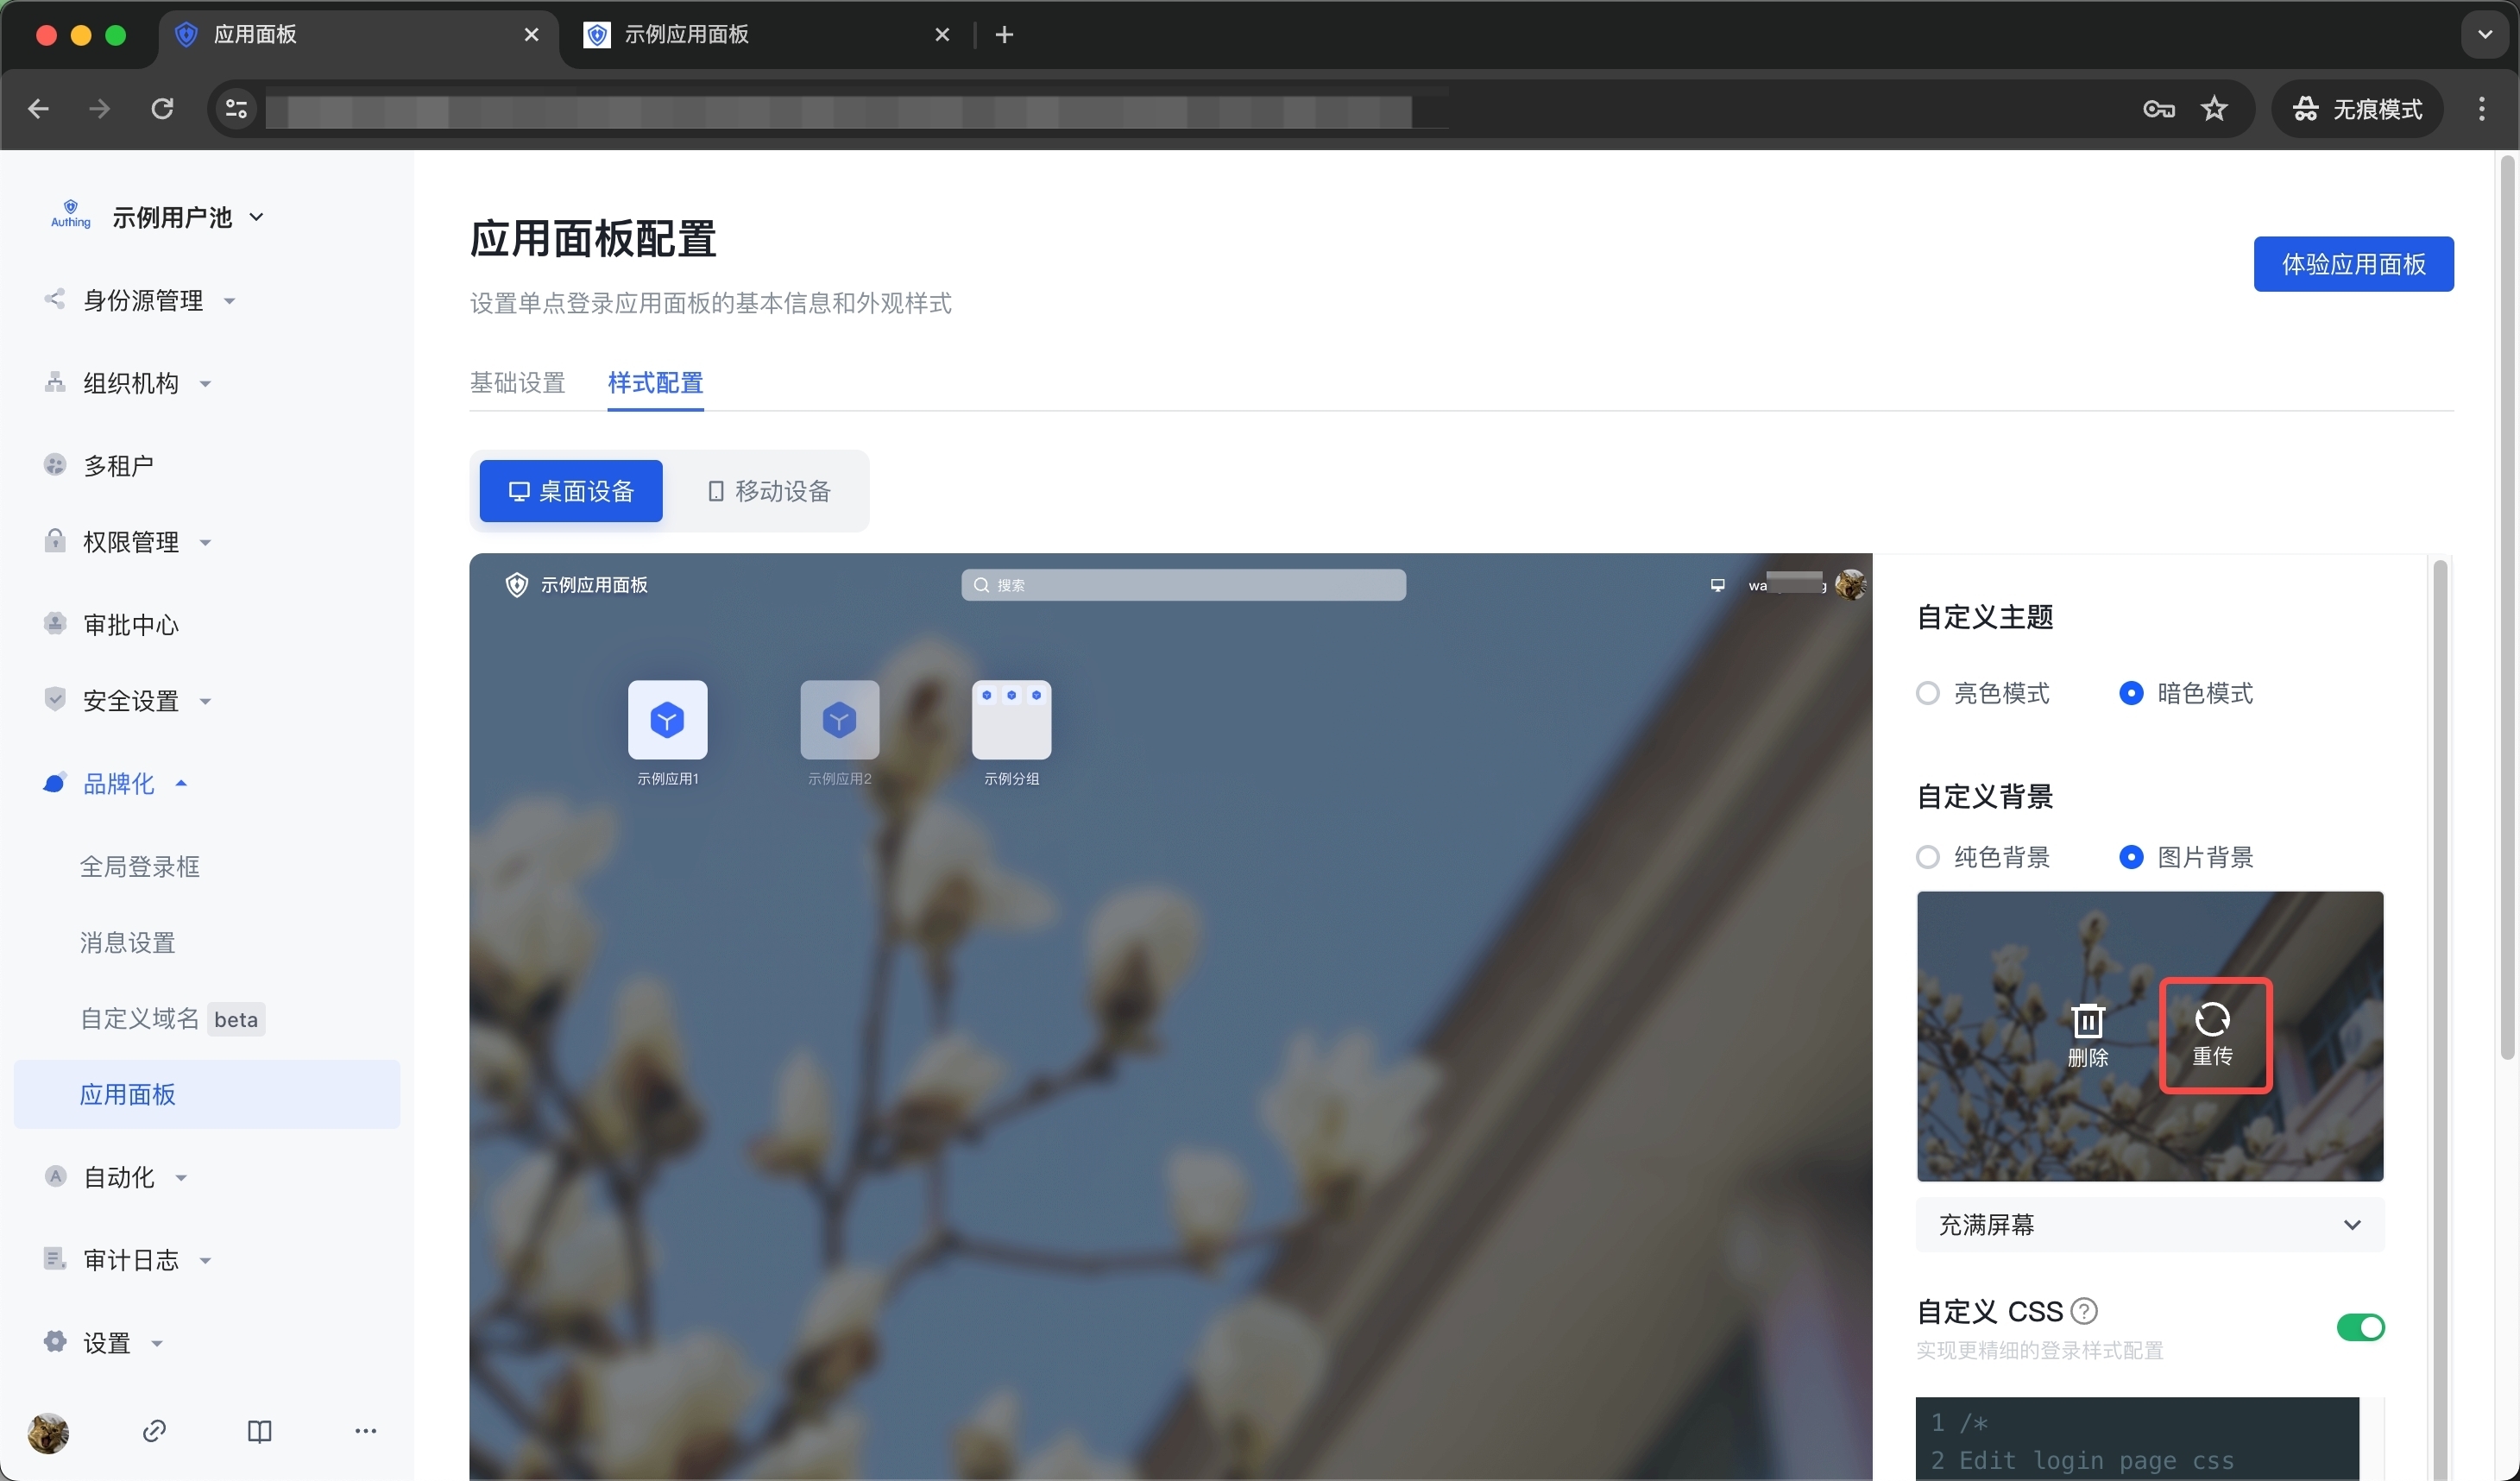 应用面板
示例应用面板
无痕模式
Authing
示例用户池
身份源管理
组织机构
多租户
权限管理
审批中心
安全设置
品牌化
全局登录框
消息设置
自定义域名 beta
应用面板
自动化
审计日志
设置
应用面板配置
设置单点登录应用面板的基本信息和外观样式
体验应用面板
基础设置 样式配置
桌面设备 移动设备
示例应用面板
搜索
wa
g
示例应用1
示例应用2
示例分组
自定义主题
亮色模式 暗色模式
自定义背景
纯色背景 图片背景
删除
重传
充满屏幕
自定义 CSS ?
实现更精细的登录样式配置
1 /*
2 Edit login page css